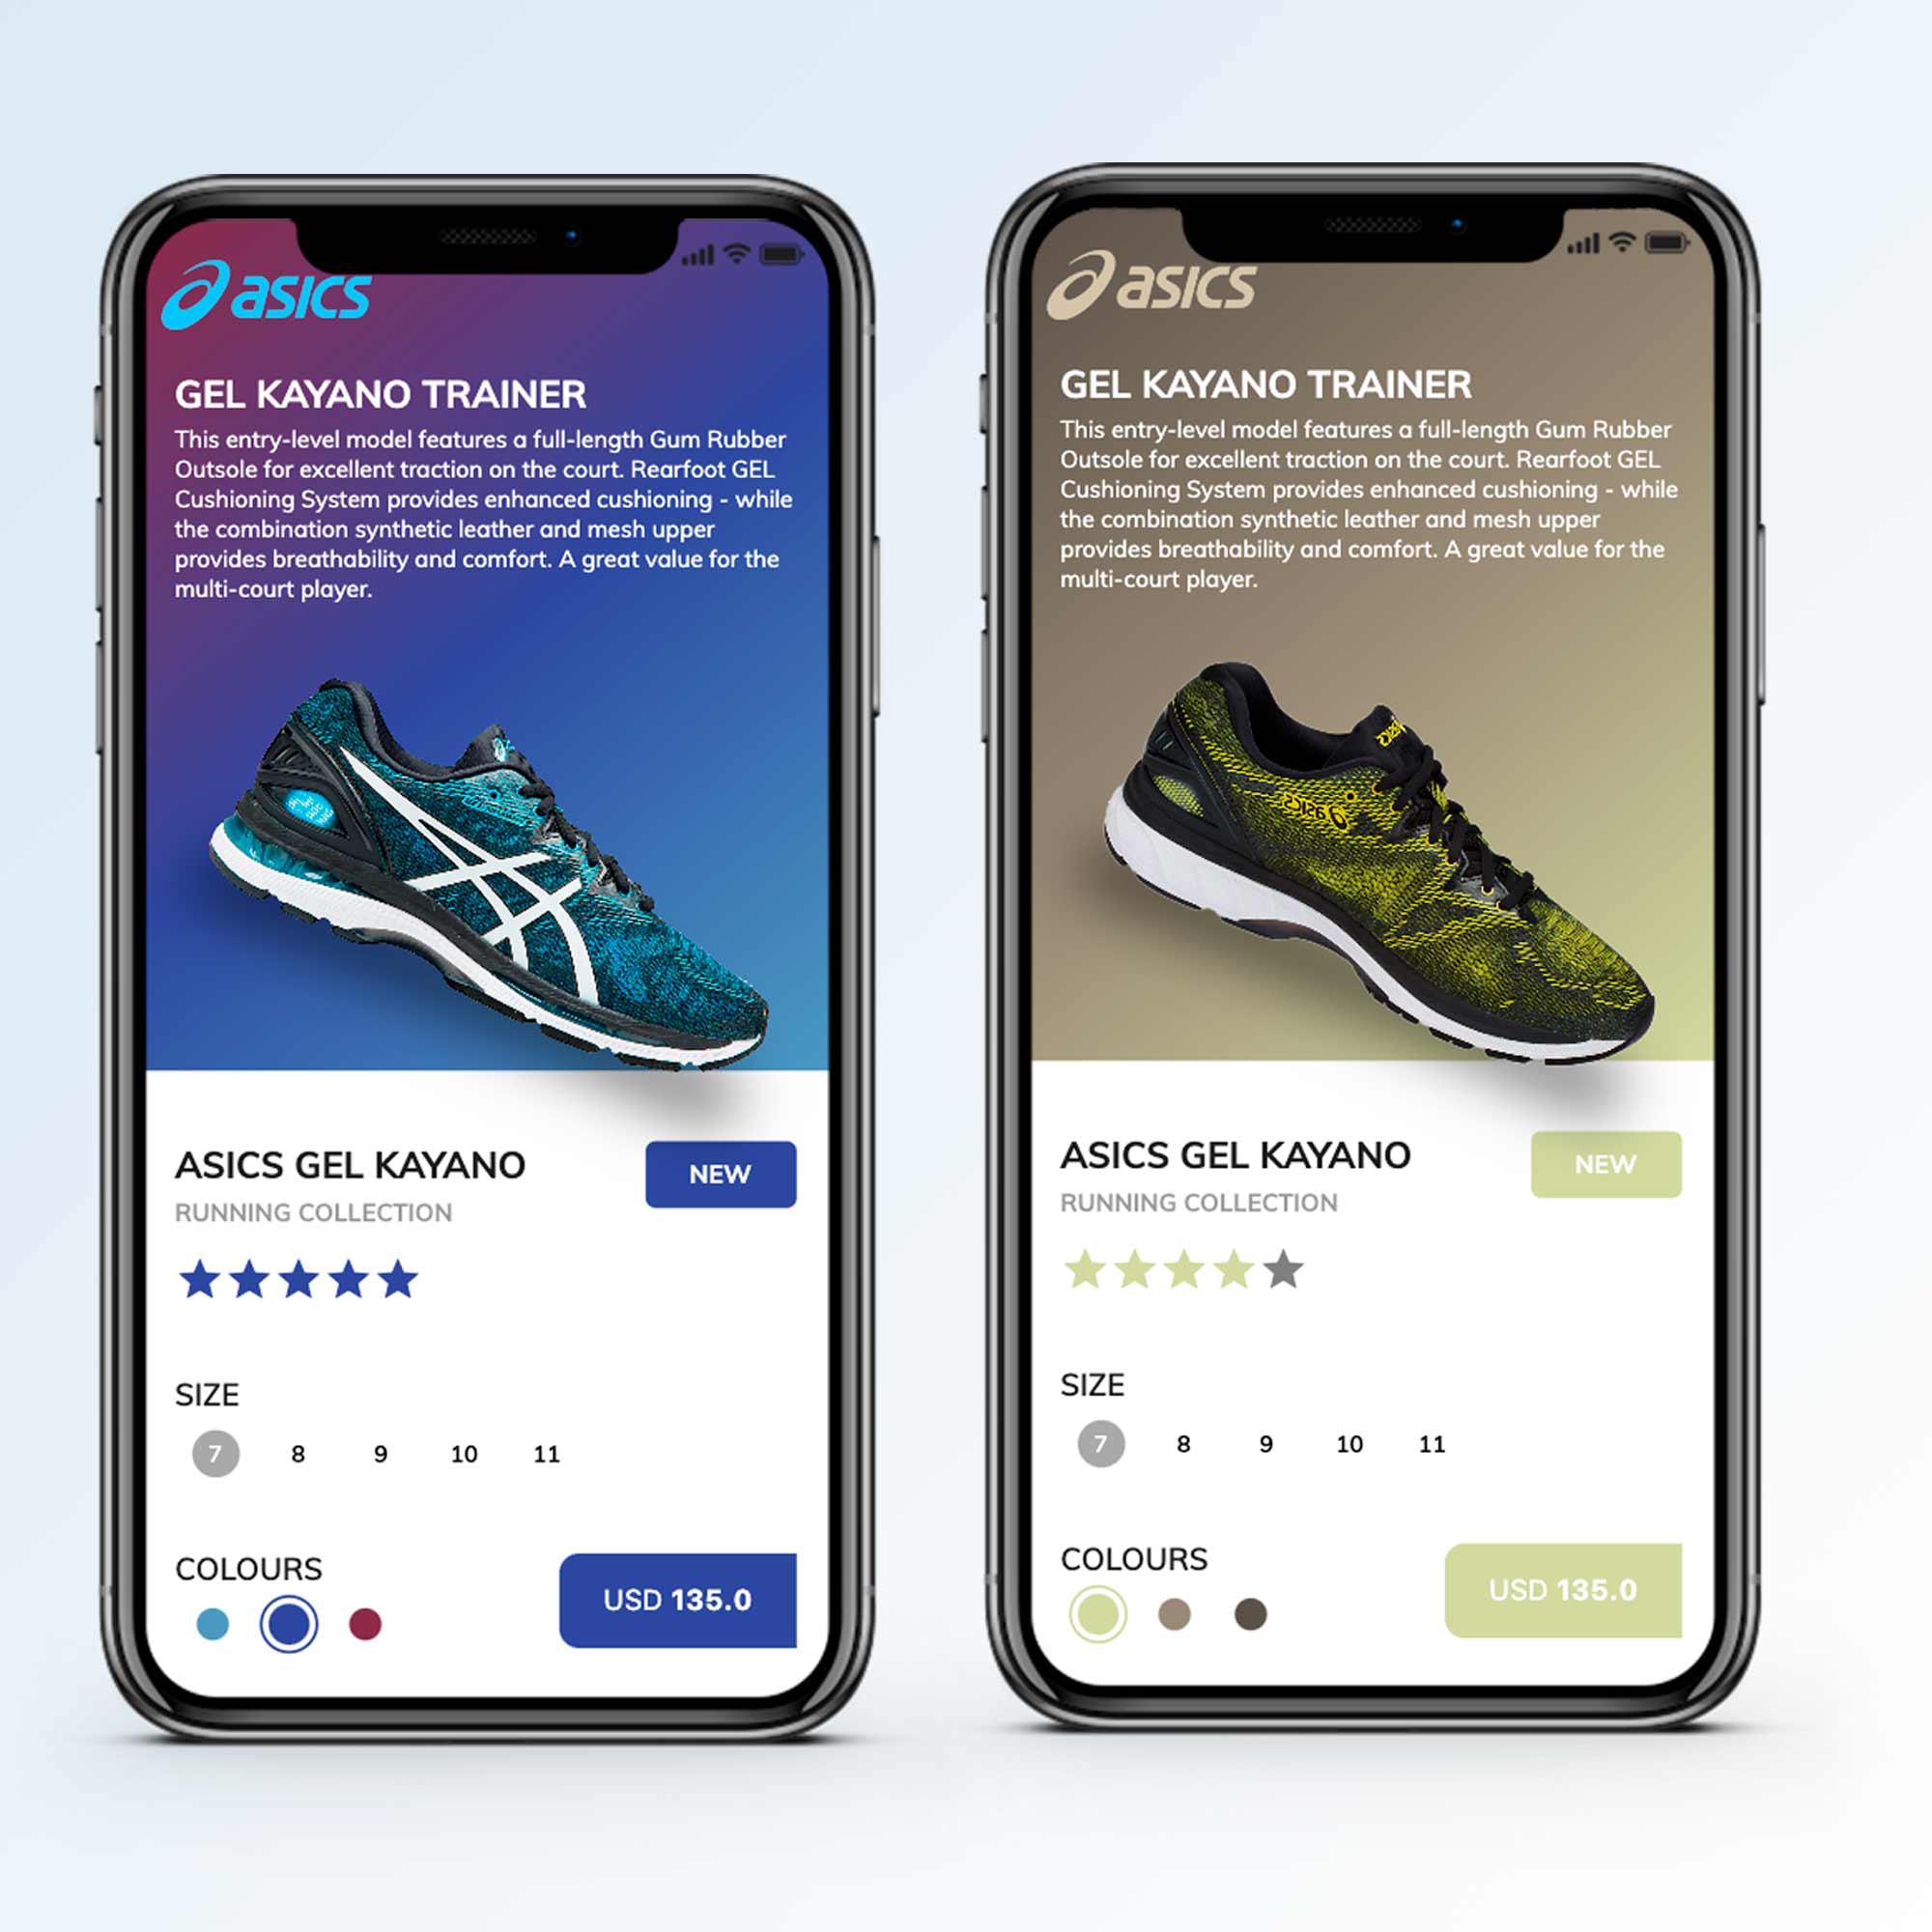 asics
GEL KAYANO TRAINER
This entry-level model features a full-length Gum Rubber
Outsole for excellent traction on the court. Rearfoot GEL
Cushioning System provides enhanced cushioning - while
the combination synthetic leather and mesh upper
provides breathability and comfort. A great value for the
multi-court player.
ASICS GEL KAYANO
NEW
RUNNING COLLECTION
SIZE
7 8 9 10 11
COLOURS
USD 135.0
asics
GEL KAYANO TRAINER
This entry-level model features a full-length Gum Rubber
Outsole for excellent traction on the court. Rearfoot GEL
Cushioning System provides enhanced cushioning - while
the combination synthetic leather and mesh upper
provides breathability and comfort. A great value for the
multi-court player.
asics
asics
ASICS GEL KAYANO
NEW
RUNNING COLLECTION
SIZE
7 8 9 10 11
COLOURS
USD 135.0